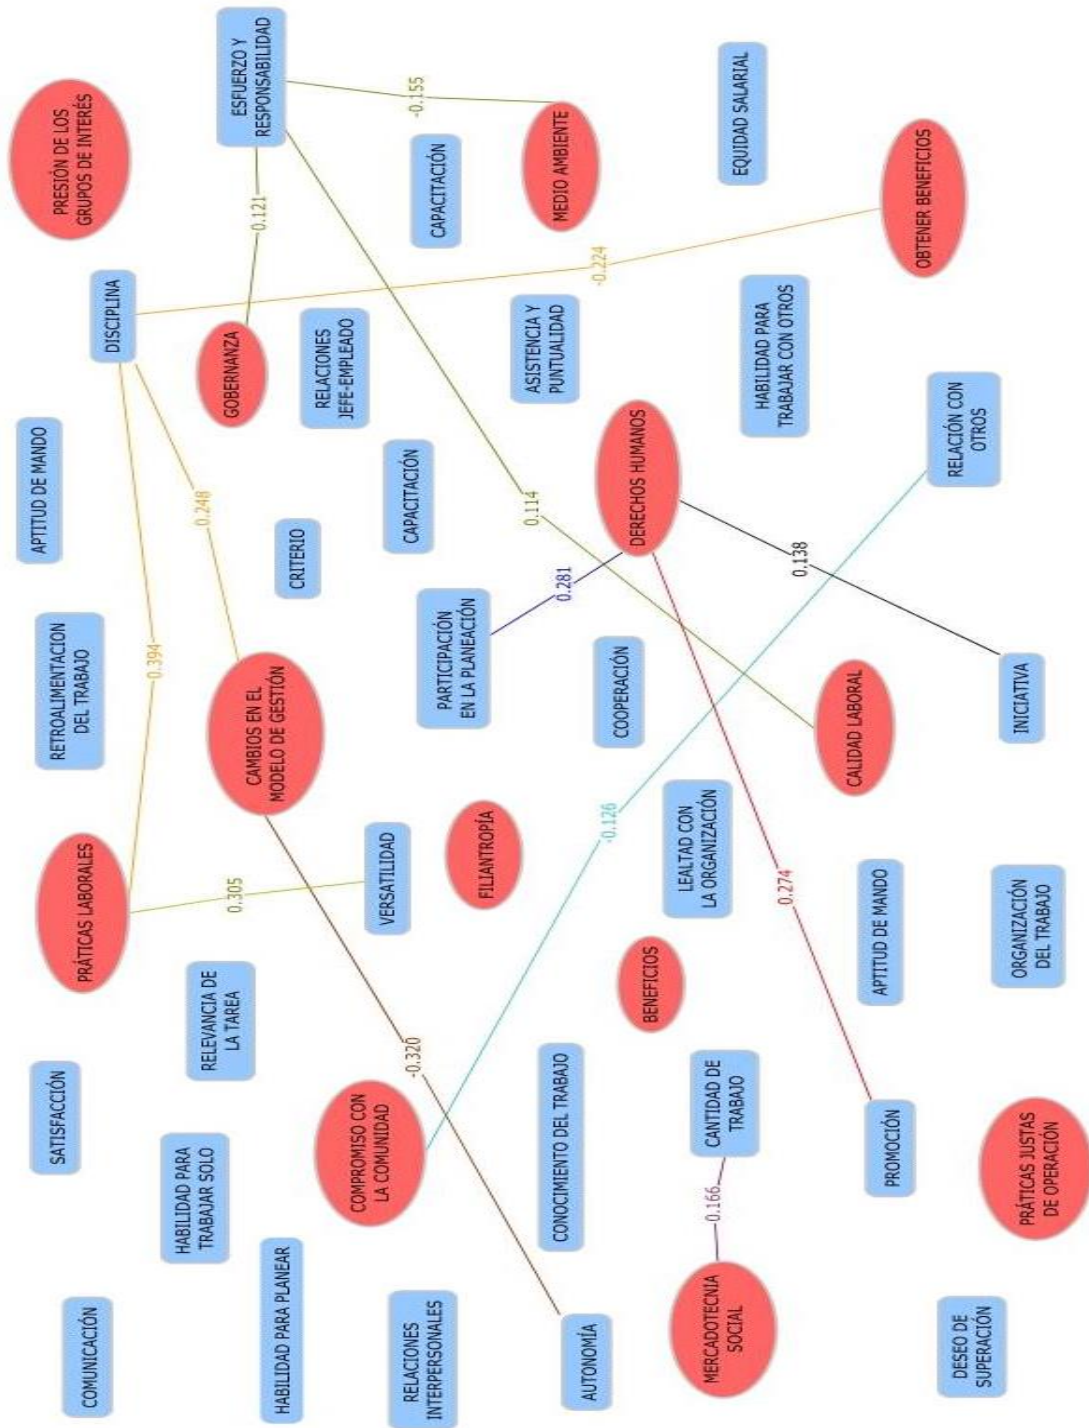 COMUNICACIÓN
SATISFACCIÓN
PRÁTICAS LABORALES
RETROALIMENTACION
DEL TRABAJO
APTITUD DE MANDO
DISCIPLINA
PRESIÓN DE LOS
GRUPOS DE INTERÉS
0.394
0.248
HABILIDAD PARA
TRABAJAR SOLO
RELEVANCIA DE
LA TAREA
0.305
CAMBIOS EN EL
MODELO DE GESTIÓN
GOBERNANZA
0.121
ESFUERZO Y
RESPONSABILIDAD
HABILIDAD PARA PLANEAR
CRITERIO
RELACIONES
JEFE-EMPLEADO
COMPROMISO CON
LA COMUNIDAD
VERSATILIDAD
CAPACITACIÓN
-0.155
RELACIONES
INTERPERSONALES
-0.320
FILIANTROPÍA
PARTICIPACIÓN
EN LA PLANEACIÓN
CAPACITACIÓN
AUTONOMÍA
CONOCIMIENTO DEL TRABAJO
0.281
0.114
ASISTENCIA Y
PUNTUALIDAD
MEDIO AMBIENTE
BENEFICIOS
-0.126
COOPERACIÓN
DERECHOS HUMANOS
-0.224
MERCADOTECNIA
SOCIAL
0.166
CANTIDAD DE
TRABAJO
LEALTAD CON
LA ORGANIZACIÓN
EQUIDAD SALARIAL
0.274
0.138
HABILIDAD PARA
TRABAJAR CON OTROS
PROMOCIÓN
APTITUD DE MANDO
CALIDAD LABORAL
OBTENER BENEFICIOS
DESEO DE
SUPERACIÓN
PRÁTICAS JUSTAS
DE OPERACIÓN
ORGANIZACIÓN
DEL TRABAJO
INICIATIVA
RELACIÓN CON
OTROS